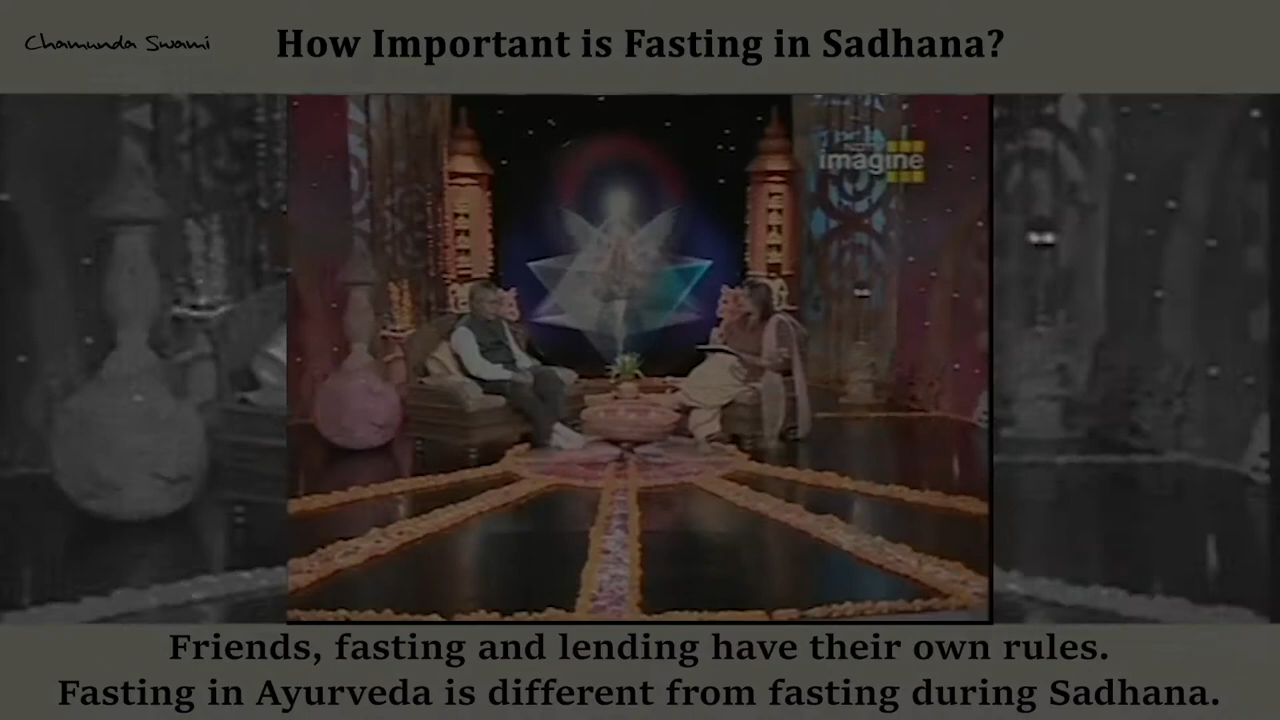 Chamunda Swami
How Important is Fasting in Sadhana?
NDTV
imagine
Friends, fasting and lending have their own rules.
Fasting in Ayurveda is different from fasting during Sadhana.